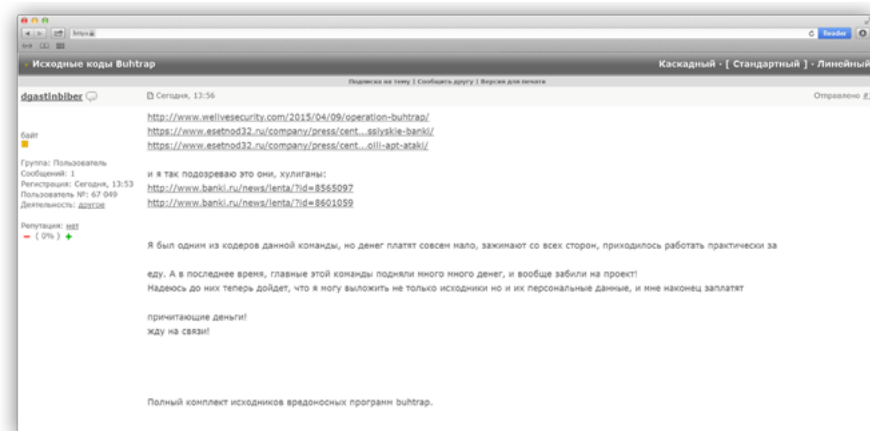 Reader
Исходные коды Buhtrap
Каскадный · [ Стандартный ] · Линейный
Подписка на тему | Сообщить другу | Версия для печати
dgastinbiber
Сегодня, 13:56
Отправлено #
http://www.welivesecurity.com/2015/04/09/operation-buhtrap/
https://www.esetnod32.ru/company/press/cent...ssiyskie-banki/
https://www.esetnod32.ru/company/press/cent...oiii-apt-ataki/
байт
Группа: Пользователь
Сообщений: 1
Регистрация: Сегодня, 13:53
Пользователь №: 67 049
Деятельность: другое
Репутация: нет
− ( 0% ) +
и я так подозреваю это они, хулиганы:
http://www.banki.ru/news/lenta/?id=8565097
http://www.banki.ru/news/lenta/?id=8601059
Я был одним из кодеров данной команды, но денег платят совсем мало, зажимают со всех сторон, приходилось работать практически за
еду. А в последнее время, главные этой команды подняли много много денег, и вообще забили на проект!
Надеюсь до них теперь дойдет, что я могу выложить не только исходники но и их персональные данные, и мне наконец заплатят
причитающие деньги!
жду на связи!
Полный комплект исходников вредоносных программ buhtrap.